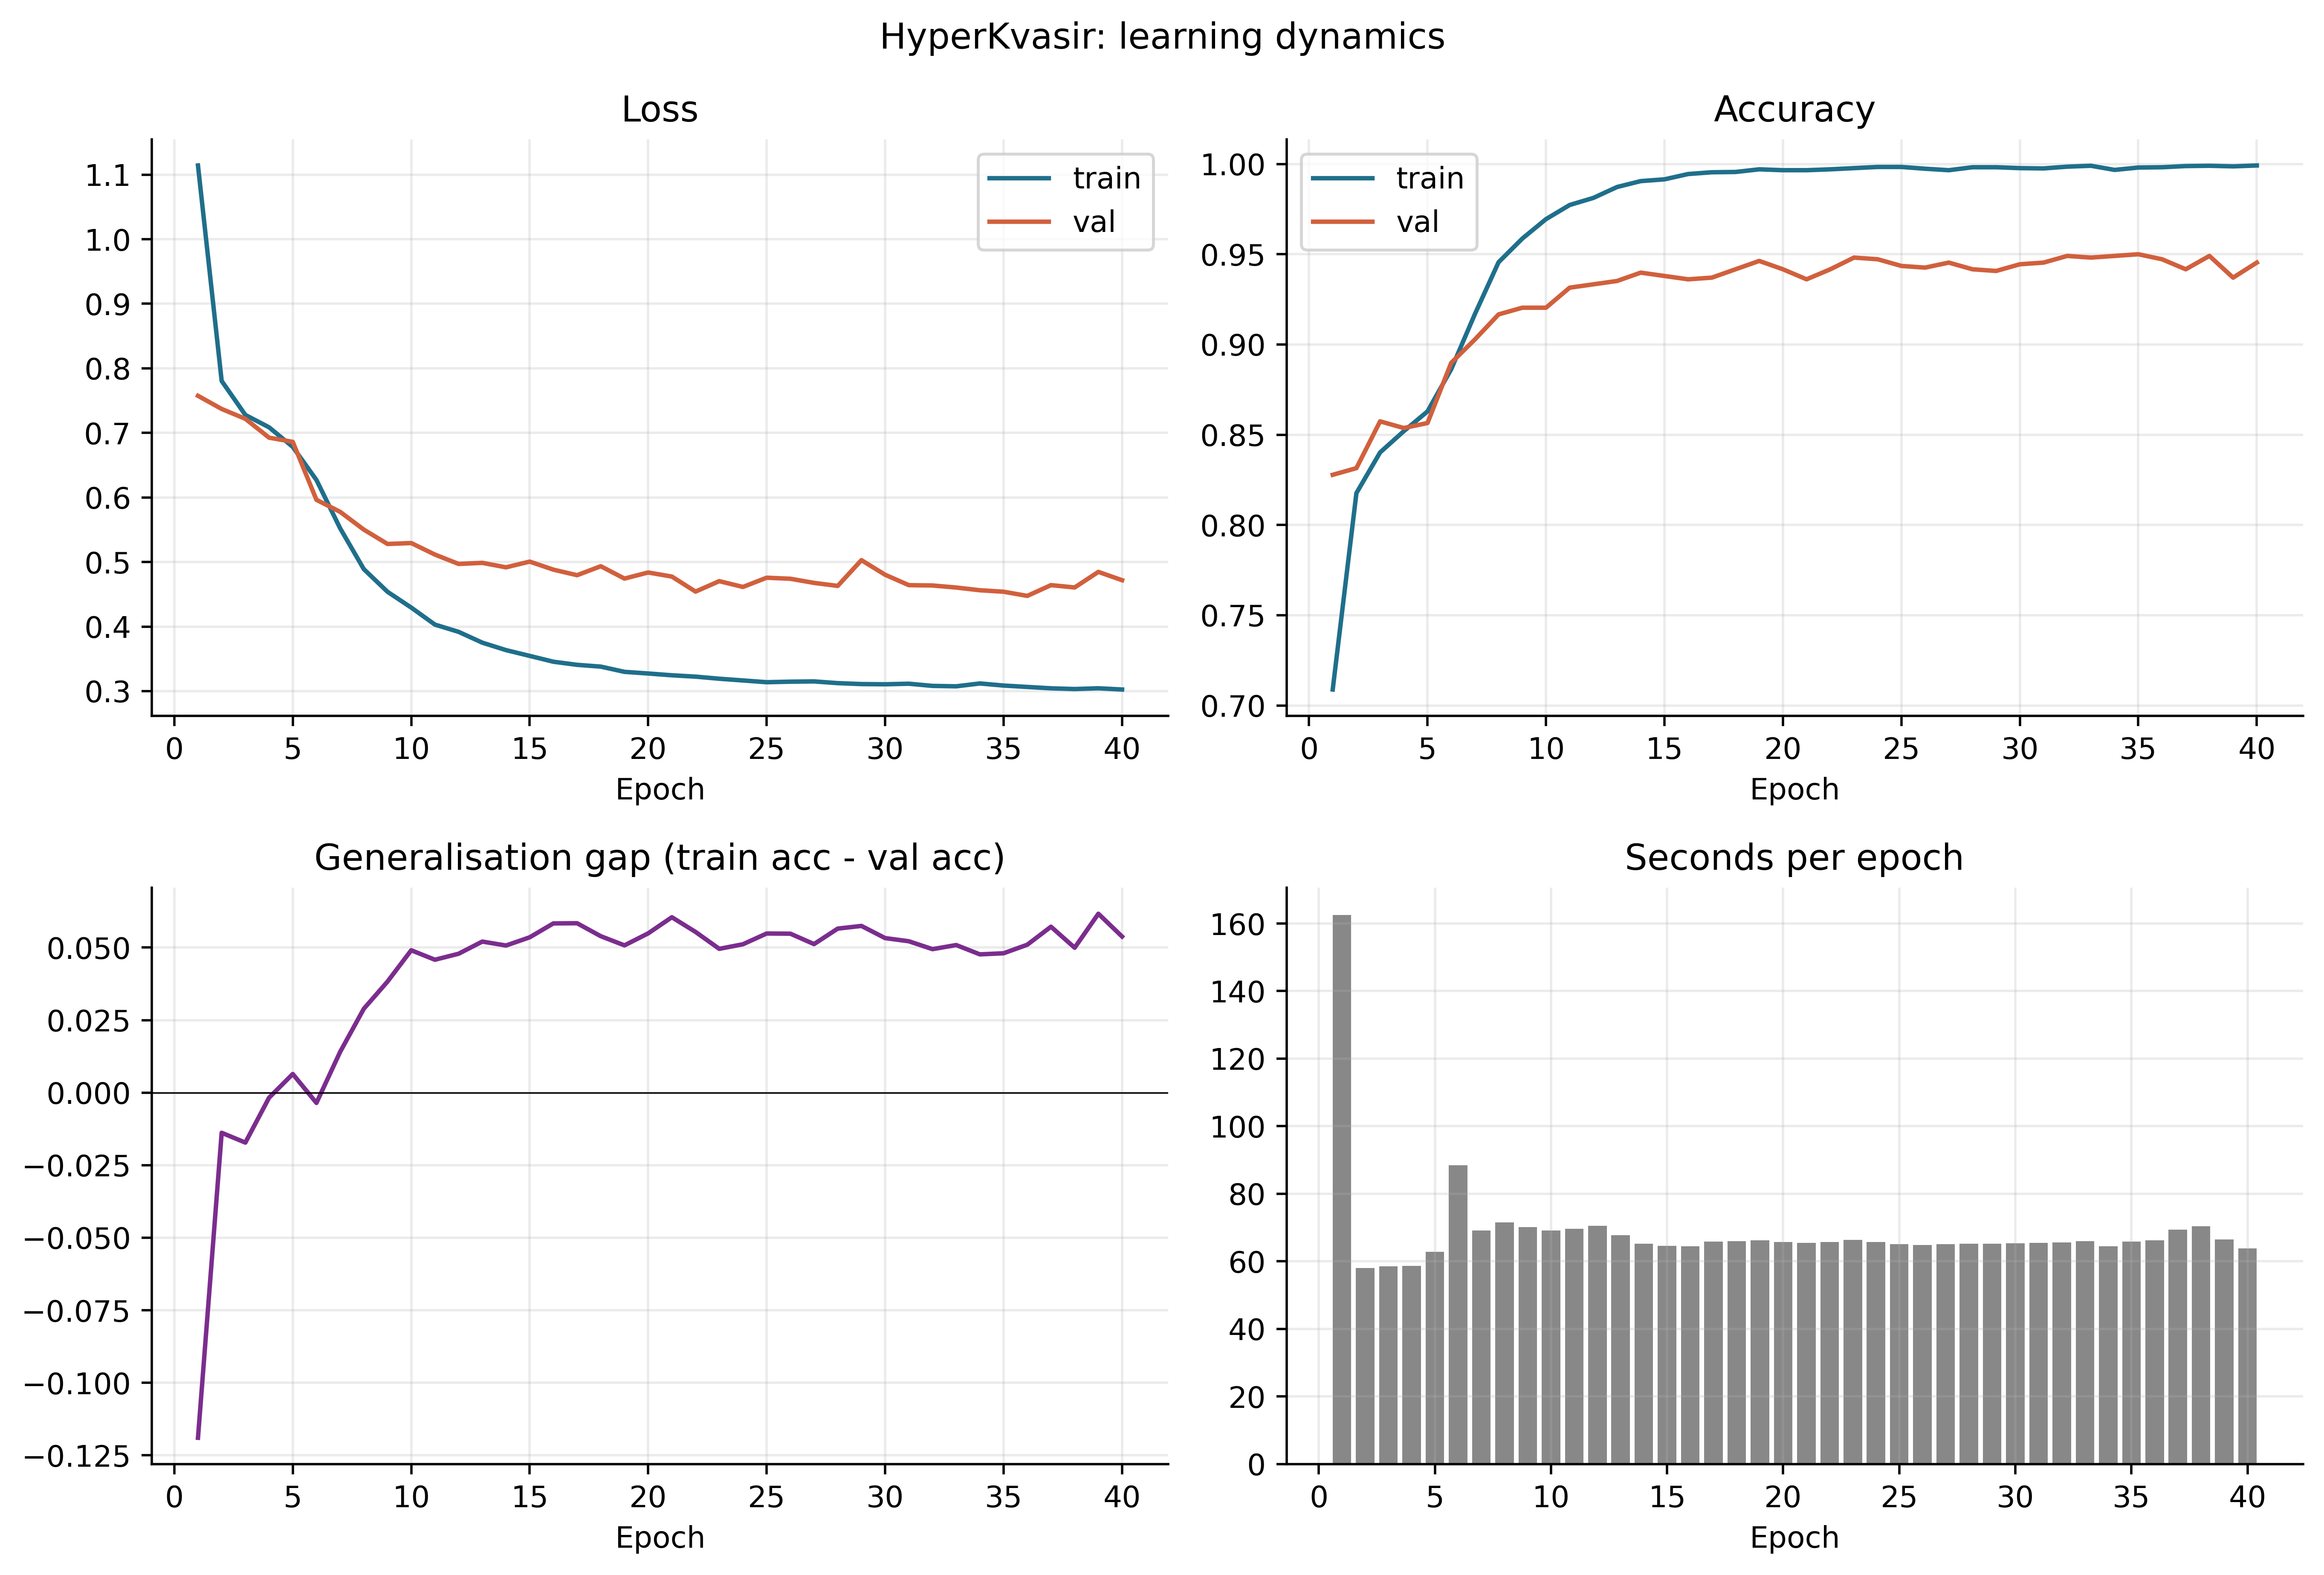 HyperKvasir: learning dynamics
Loss
train
val
1.1
1.0
0.9
0.8
0.7
0.6
0.5
0.4
0.3
0 5 10 15 20 25 30 35 40
Epoch
Accuracy
train
val
1.00
0.95
0.90
0.85
0.80
0.75
0.70
0 5 10 15 20 25 30 35 40
Epoch
Generalisation gap (train acc - val acc)
0.050
0.025
0.000
−0.025
−0.050
−0.075
−0.100
−0.125
0 5 10 15 20 25 30 35 40
Epoch
Seconds per epoch
160
140
120
100
80
60
40
20
0
0 5 10 15 20 25 30 35 40
Epoch